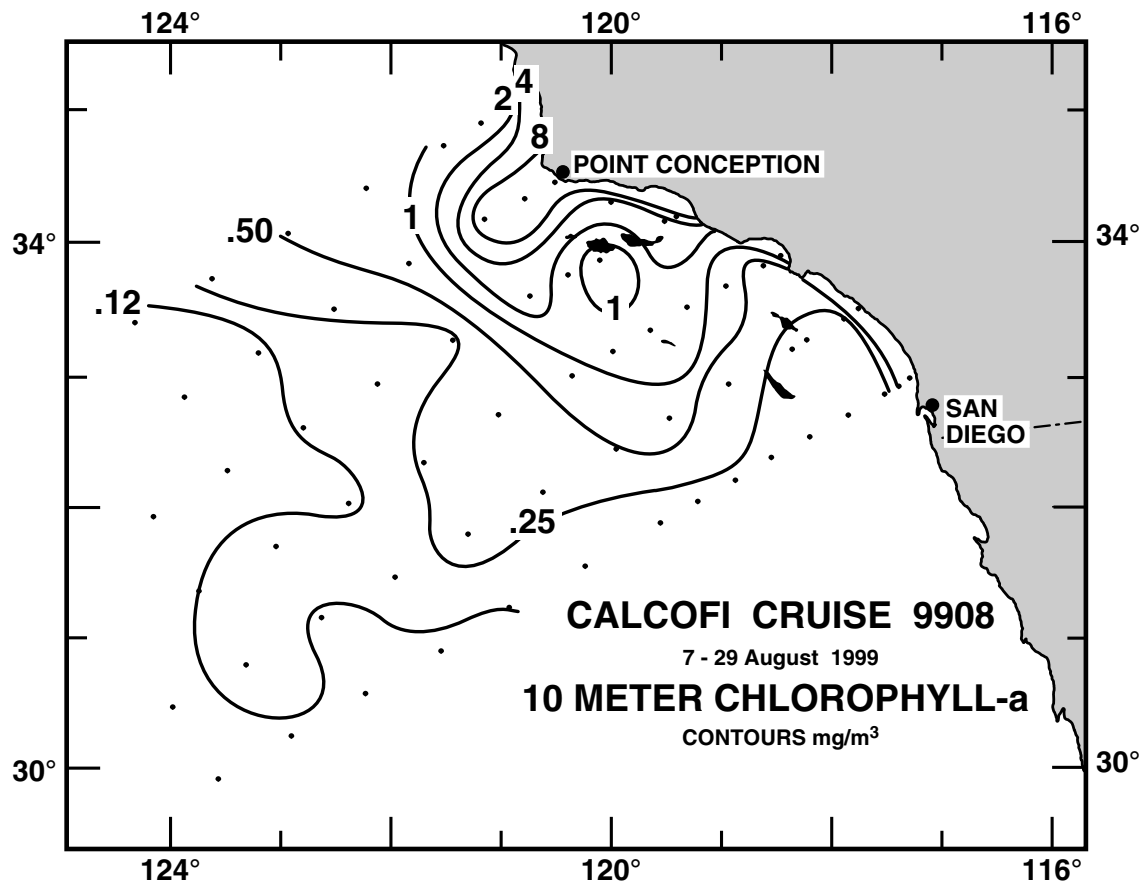 124° 120° 116°
4
2
8
POINT CONCEPTION
1
.50
34° 34°
.12
1
SAN
DIEGO
.25
CALCOFI CRUISE 9908
7 - 29 August 1999
10 METER CHLOROPHYLL-a
CONTOURS mg/m³
30° 30°
124° 120° 116°